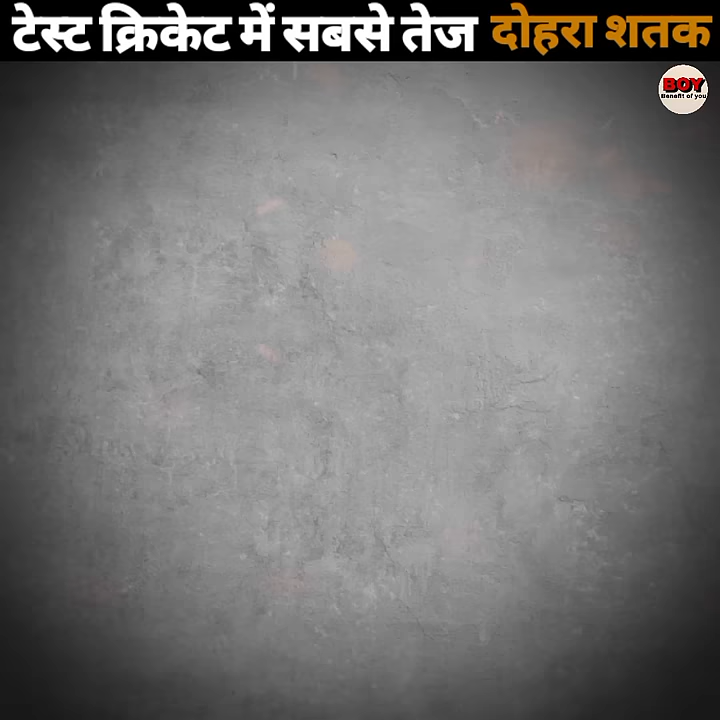 टेस्ट क्रिकेट में सबसे तेज दोहरा शतक
BOY
Benefit of you